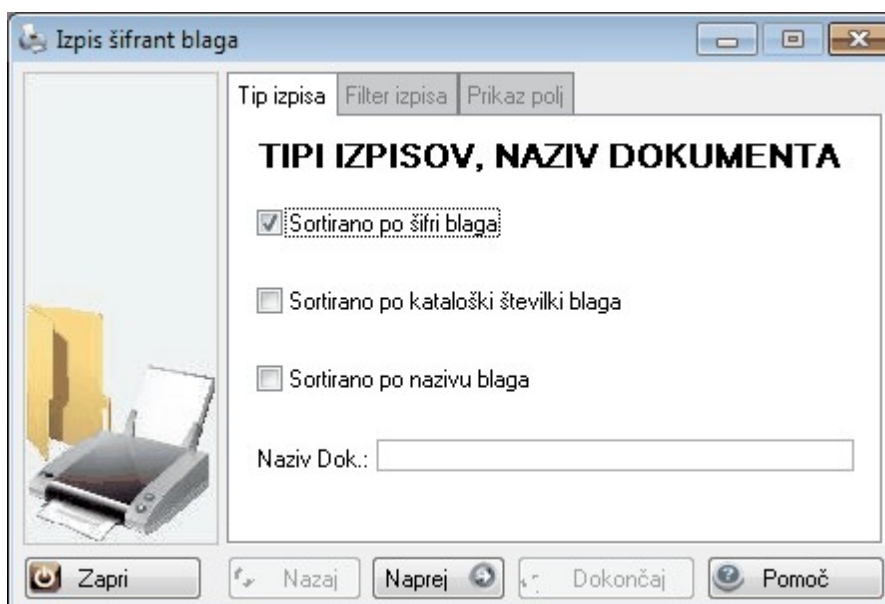 Izpis šifrant blaga
Tip izpisa Filter izpisa Prikaz polj
TIPI IZPISOV, NAZIV DOKUMENTA
Sortirano po šifri blaga
Sortirano po kataloški številki blaga
Sortirano po nazivu blaga
Naziv Dok.:
Zapri Nazaj Naprej Dokončaj Pomoč